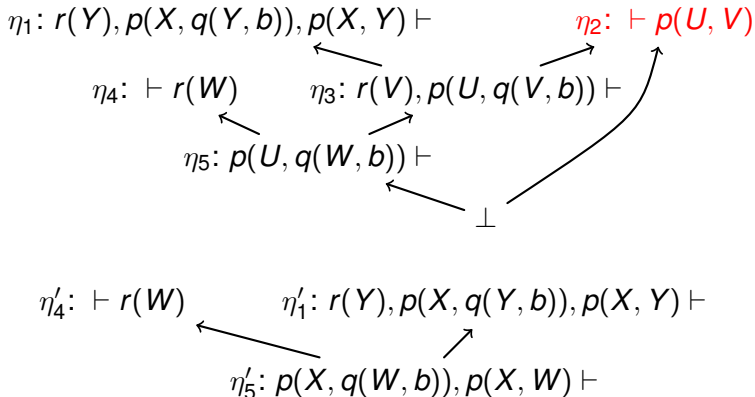 η₁: r(Y), p(X, q(Y, b)), p(X, Y) ⊢ η₂: ⊢ p(U, V)
η₄: ⊢ r(W) η₃: r(V), p(U, q(V, b)) ⊢
η₅: p(U, q(W, b)) ⊢
⊥
η′₄: ⊢ r(W) η′₁: r(Y), p(X, q(Y, b)), p(X, Y) ⊢
η′₅: p(X, q(W, b)), p(X, W) ⊢